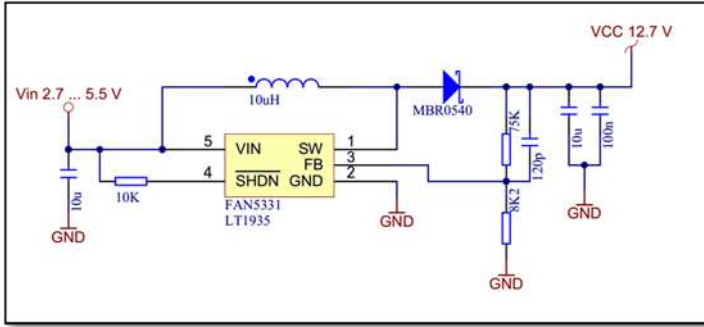 VCC 12.7 V
Vin 2.7 ... 5.5 V
10uH
MBR0540
5 VIN SW 1
FB 3
4 SHDN GND 2
10u
10K
FAN5331
LT1935
75K
120p
8K2
10u
100n
GND
GND
GND
GND